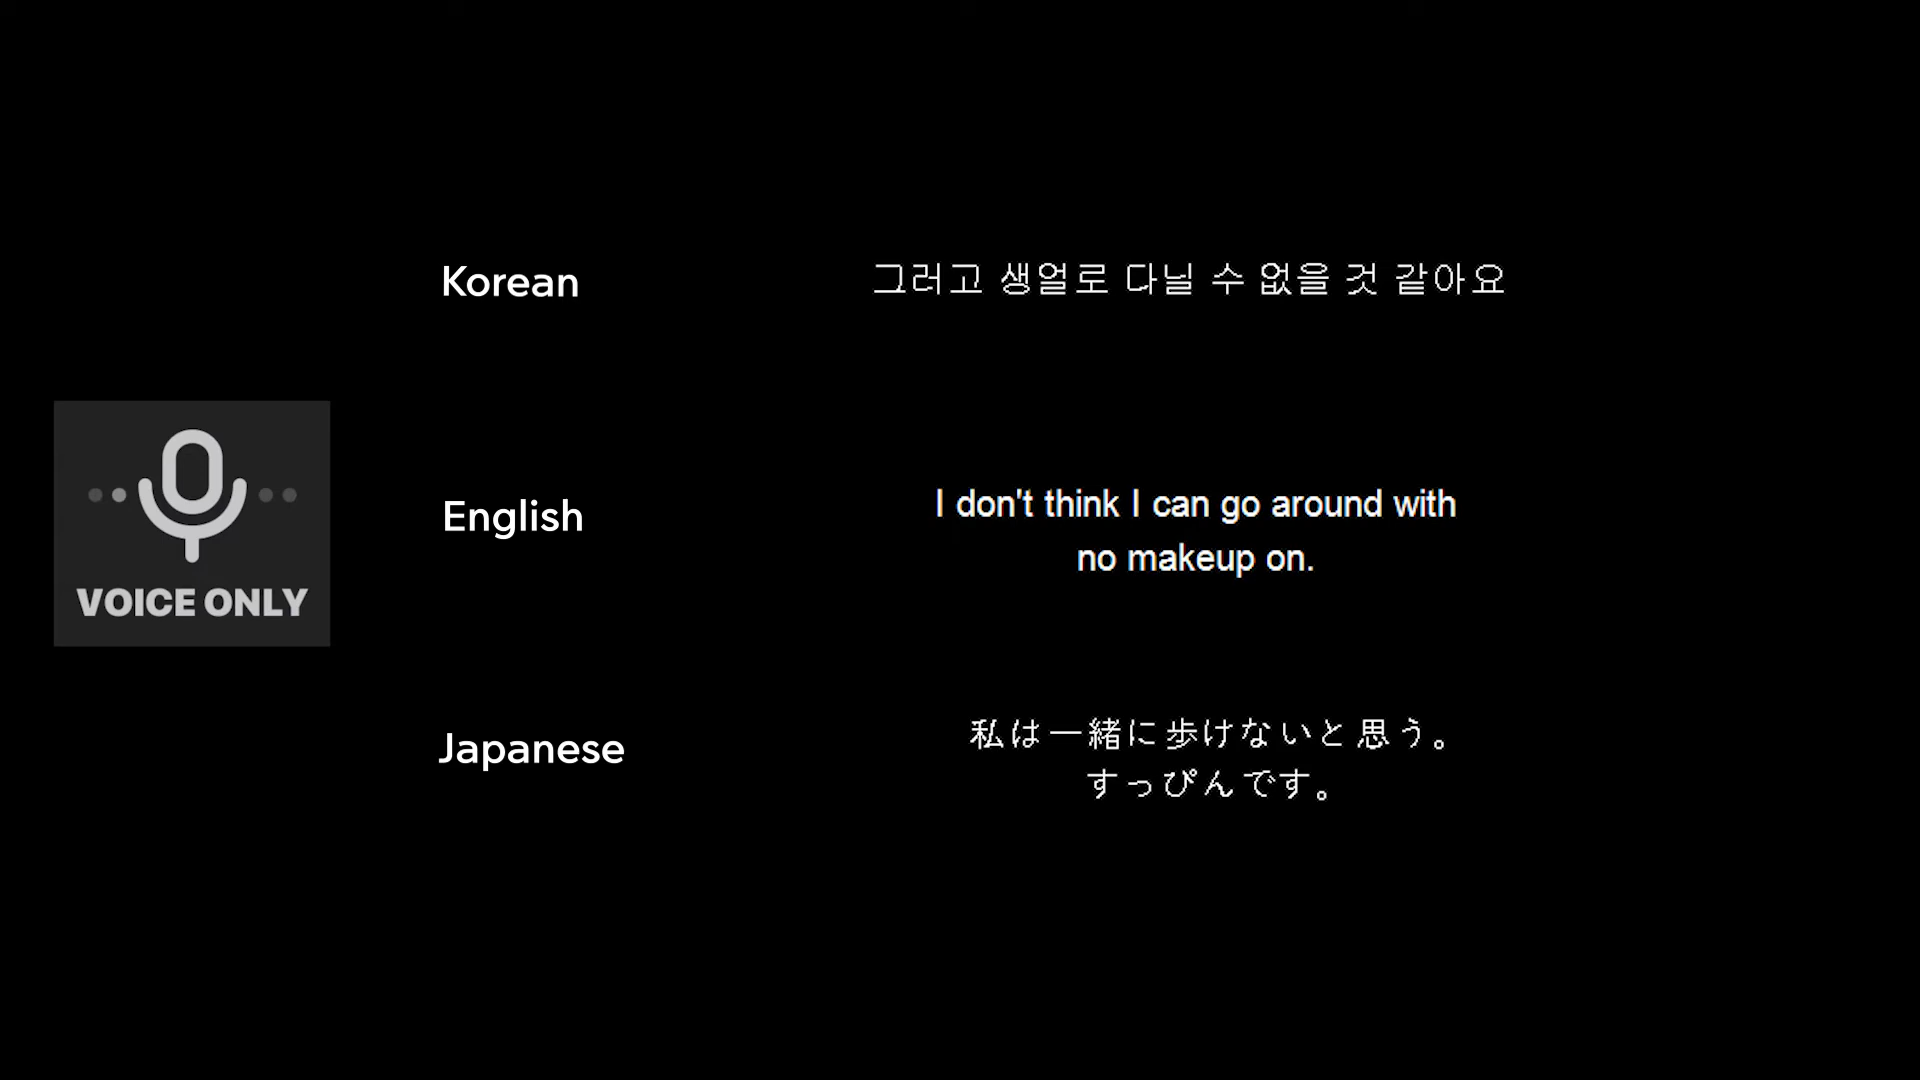 Korean
그러고 생얼로 다닐 수 없을 것 같아요
VOICE ONLY
English
I don't think I can go around with
no makeup on.
Japanese
私は一緒に歩けないと思う。
すっぴんです。